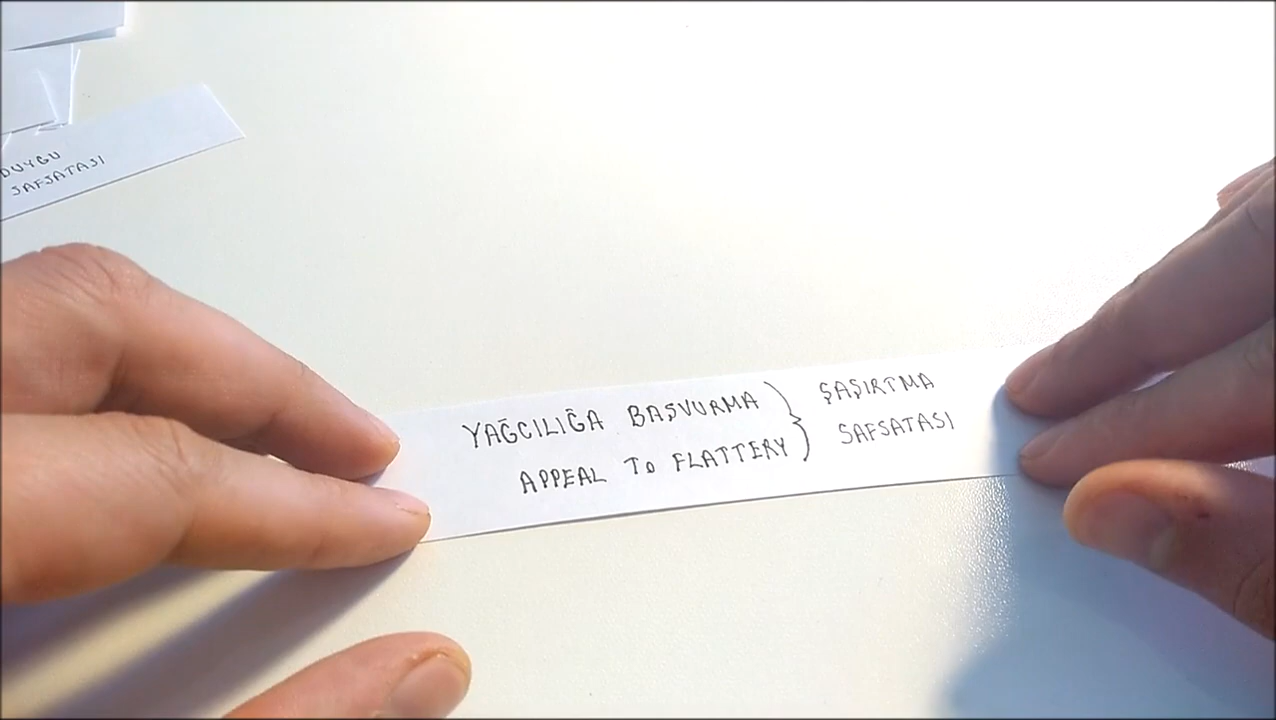 DUYGU
SAFSATASI
YAĞCILIĞA BAŞVURMA
APPEAL TO FLATTERY
ŞAŞIRTMA
SAFSATASI